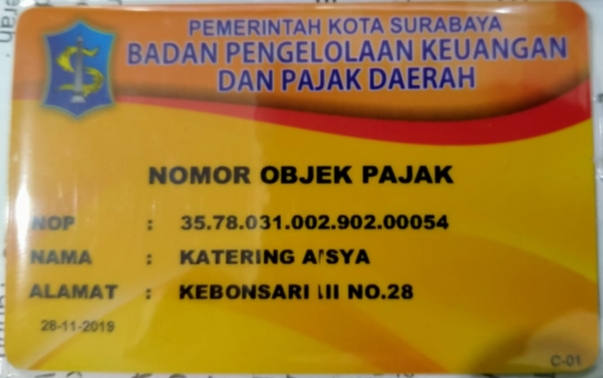 PEMERINTAH KOTA SURABAYA
BADAN PENGELOLAAN KEUANGAN
DAN PAJAK DAERAH
NOMOR OBJEK PAJAK
NOP : 35.78.031.002.902.00054
NAMA : KATERING AISYA
ALAMAT : KEBONSARI III NO.28
28-11-2019
C-01